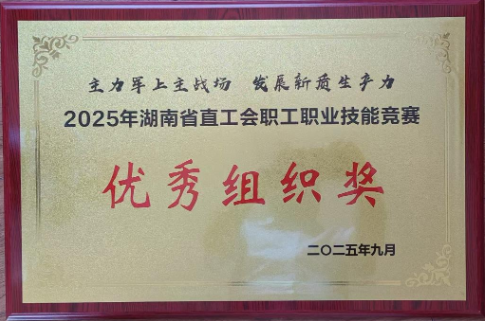 主力军上主战场 发展新质生产力
2025年湖南省直工会职工职业技能竞赛
优秀组织奖
二〇二五年九月